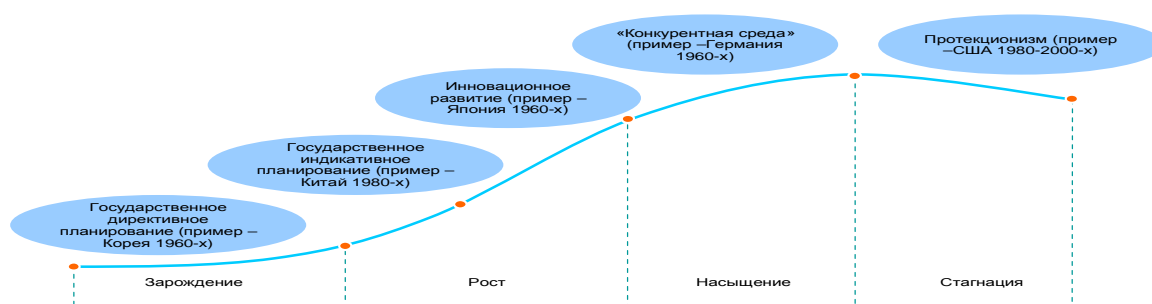 «Конкурентная среда»
(пример –Германия
1960-х)
Протекционизм (пример
–США 1980-2000-х)
Инновационное
развитие (пример –
Япония 1960-х)
Государственное
индикативное
планирование (пример –
Китай 1980-х)
Государственное
директивное
планирование (пример –
Корея 1960-х)
Зарождение
Рост
Насыщение
Стагнация